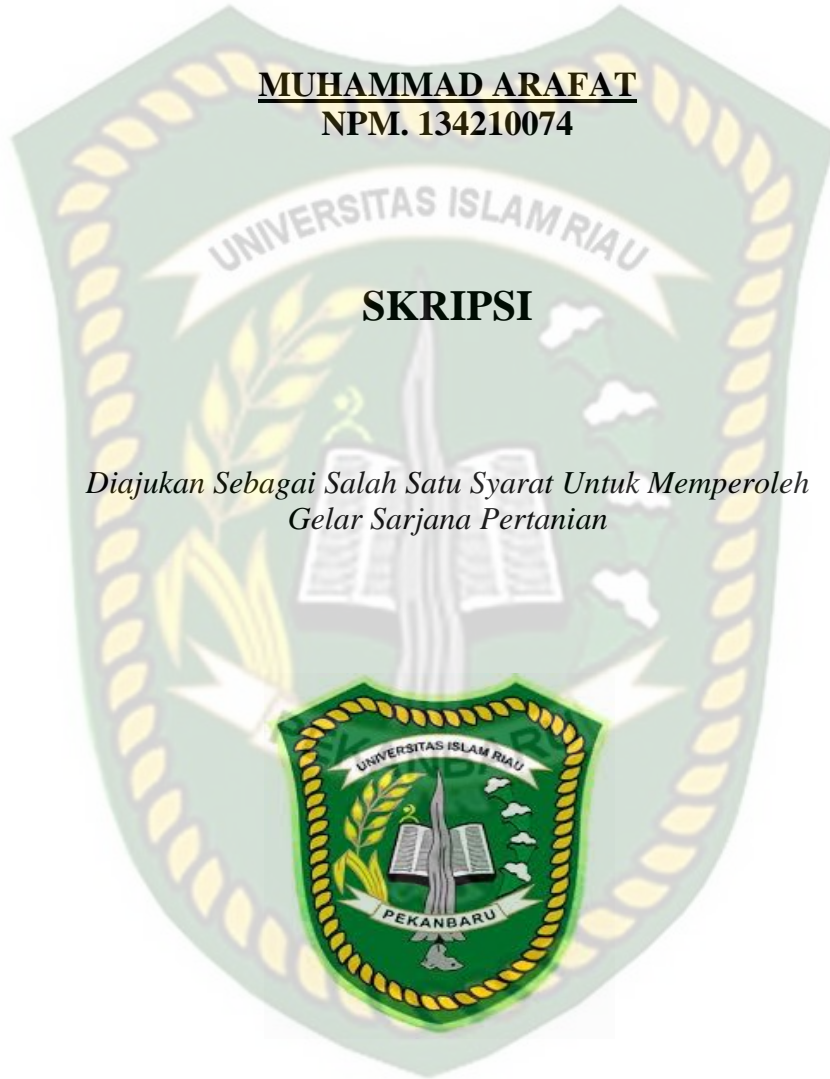 MUHAMMAD ARAFAT
NPM. 134210074
UNIVERSITAS ISLAM RIAU
SKRIPSI
Diajukan Sebagai Salah Satu Syarat Untuk Memperoleh
Gelar Sarjana Pertanian
PEKANBARU
UNIVERSITAS ISLAM RIAU
PEKANBARU